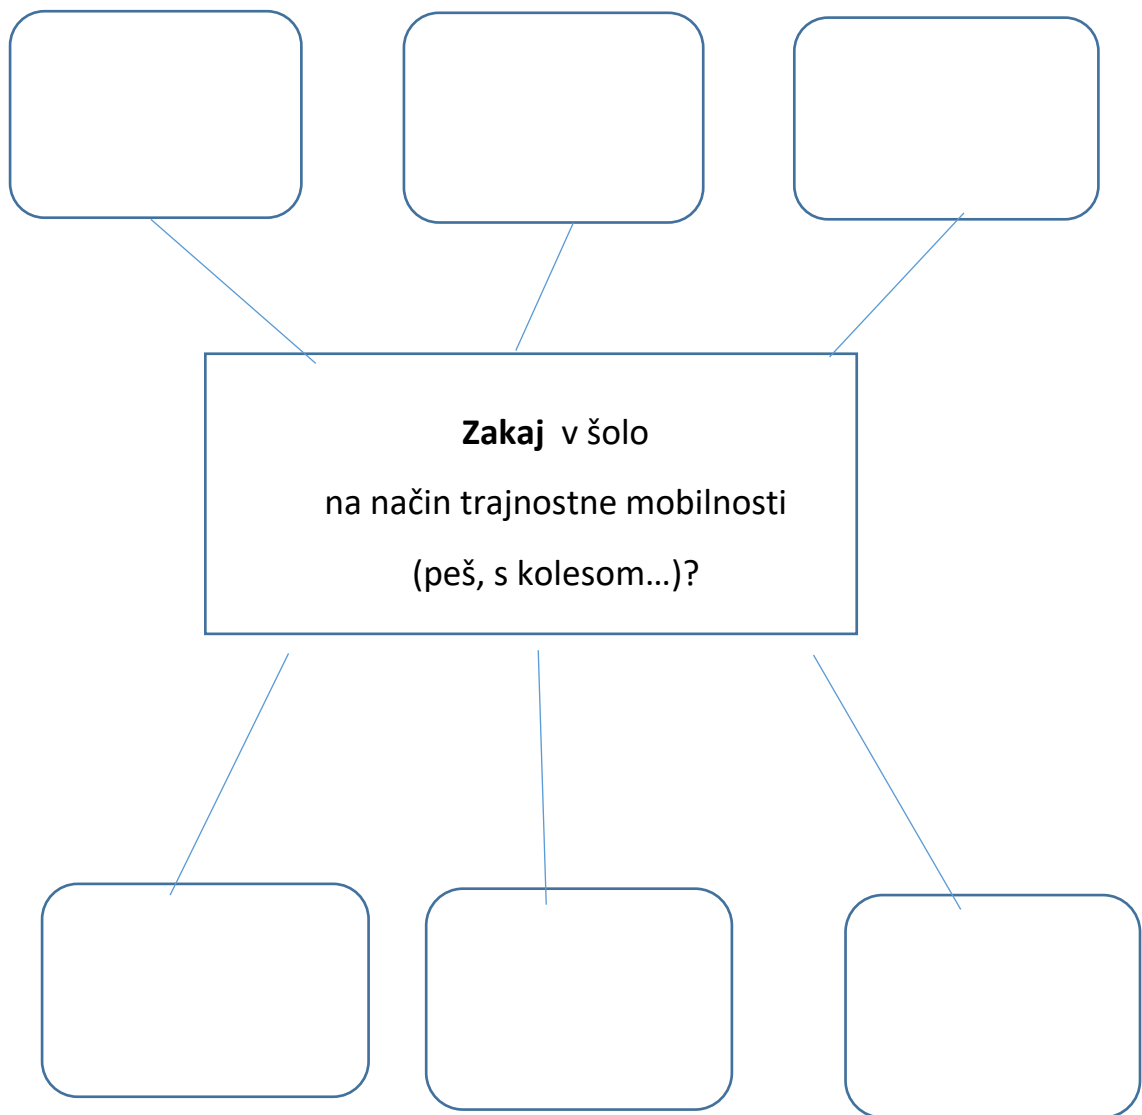 Zakaj v šolo
na način trajnostne mobilnosti
(peš, s kolesom...)?